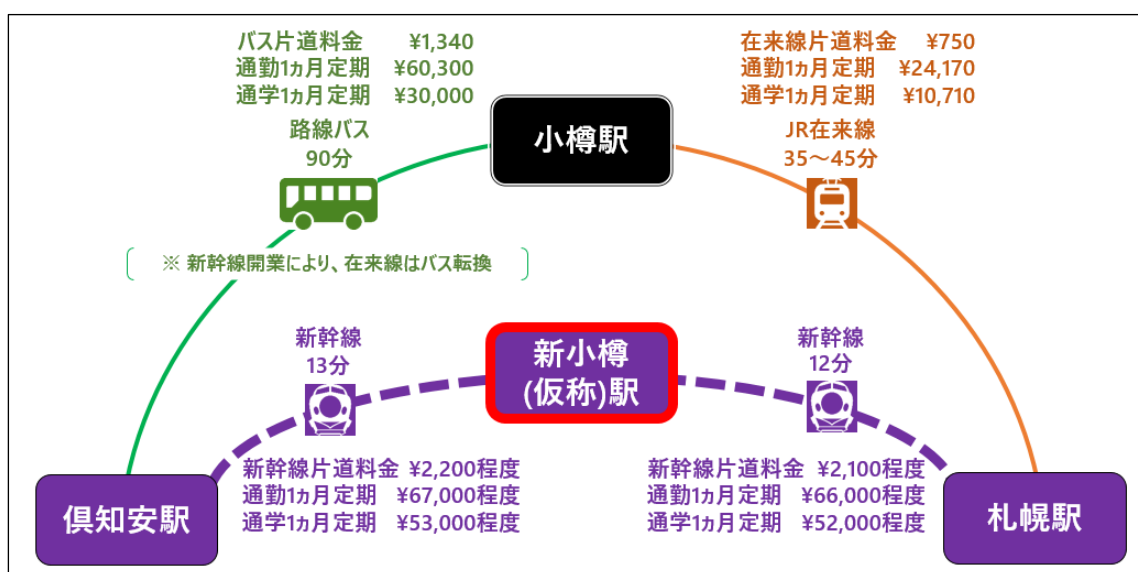 バス片道料金 ¥1,340
通勤1ヵ月定期 ¥60,300
通学1ヵ月定期 ¥30,000
路線バス
90分
小樽駅
在来線片道料金 ¥750
通勤1ヵ月定期 ¥24,170
通学1ヵ月定期 ¥10,710
JR在来線
35～45分
※ 新幹線開業により、在来線はバス転換
新幹線
13分
新小樽
(仮称)駅
新幹線
12分
新幹線片道料金 ¥2,200程度
通勤1ヵ月定期 ¥67,000程度
通学1ヵ月定期 ¥53,000程度
新幹線片道料金 ¥2,100程度
通勤1ヵ月定期 ¥66,000程度
通学1ヵ月定期 ¥52,000程度
倶知安駅
札幌駅